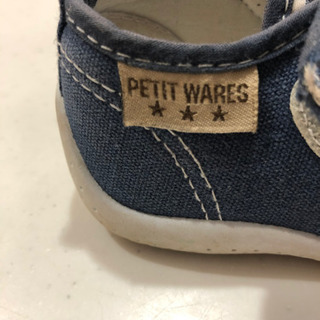 PETIT WARES
★ ★ ★